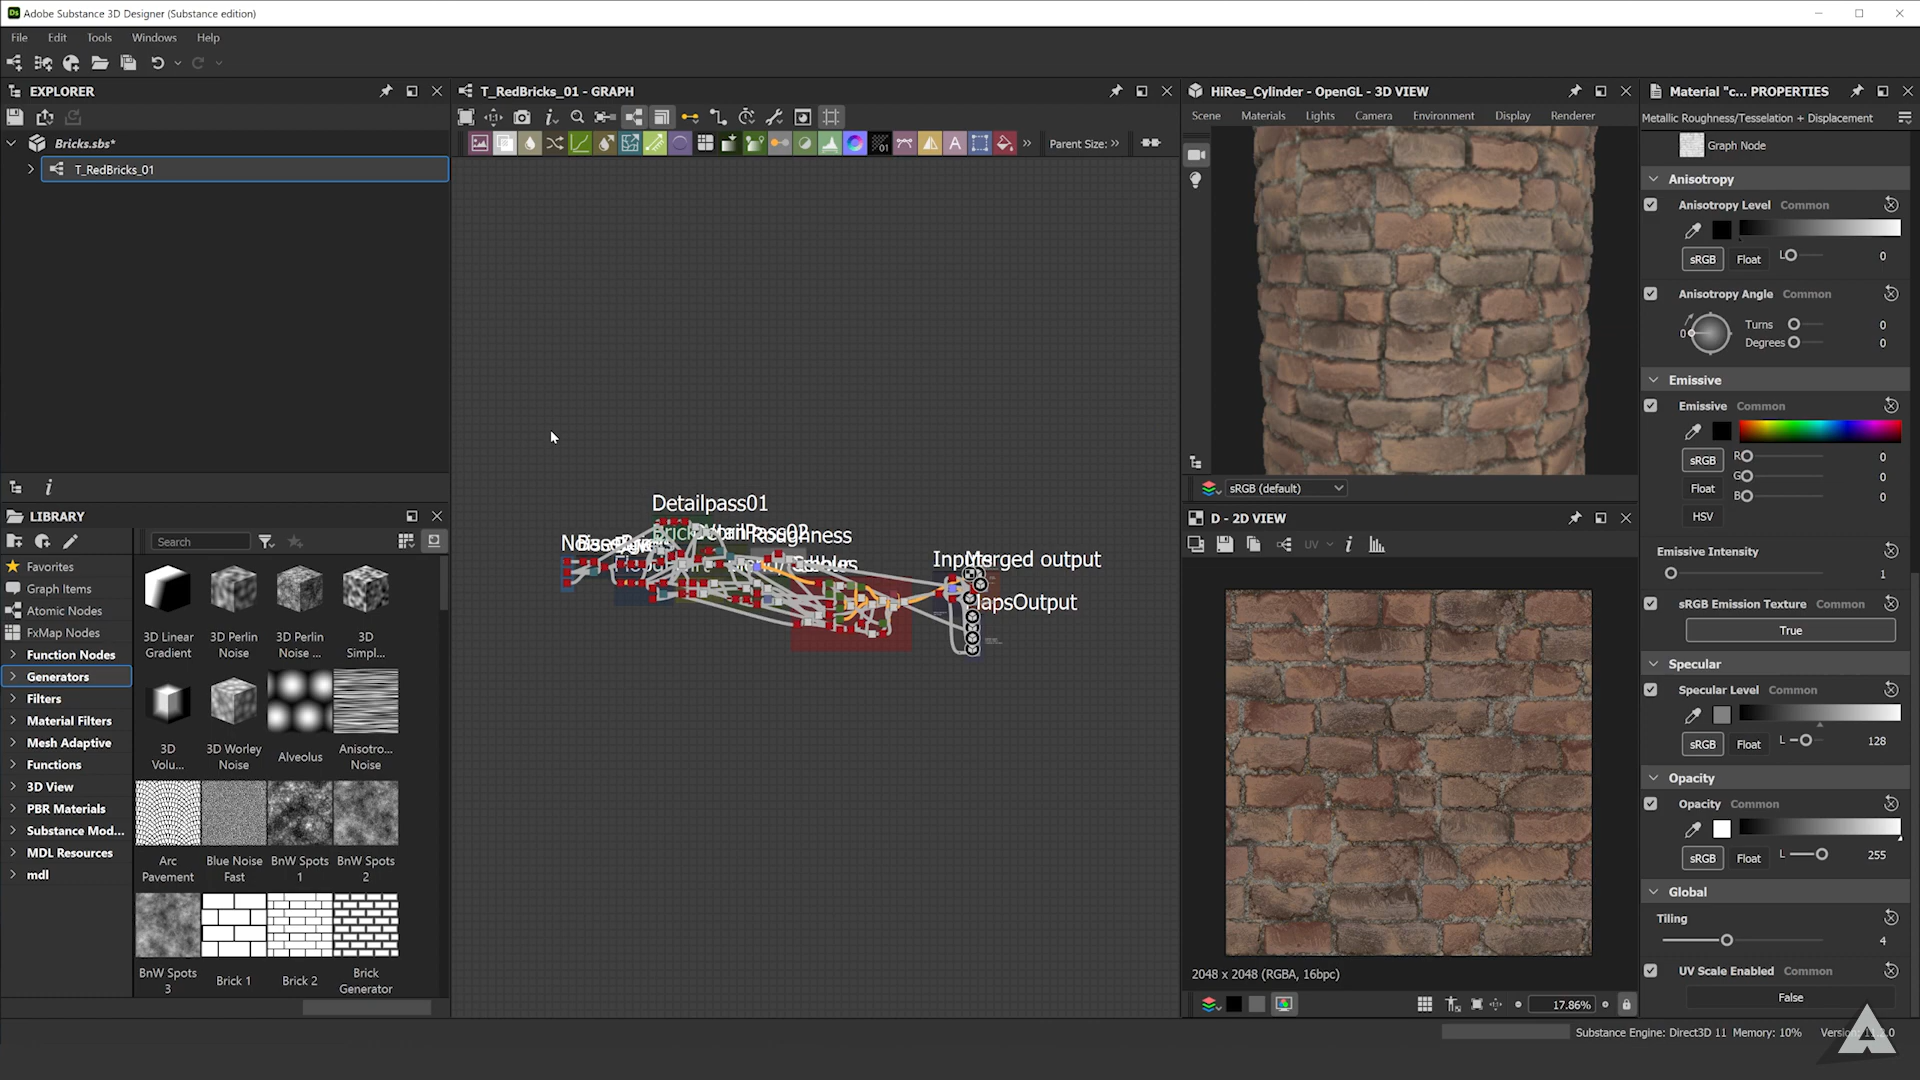 Ds Adobe Substance 3D Designer (Substance edition)
File Edit Tools Windows Help
EXPLORER
Bricks.sbs*
T_RedBricks_01
LIBRARY
Search
Favorites
Graph Items
Atomic Nodes
FxMap Nodes
Function Nodes
Generators
Filters
Material Filters
Mesh Adaptive
Functions
3D View
PBR Materials
Substance Mod...
MDL Resources
mdl
3D Linear Gradient
3D Perlin Noise
3D Perlin Noise ...
3D Simpl...
3D Volu...
3D Worley Noise
Alveolus
Anisotro... Noise
Arc Pavement
Blue Noise Fast
BnW Spots 1
BnW Spots 2
BnW Spots 3
Brick 1
Brick 2
Brick Generator
T_RedBricks_01 - GRAPH
Parent Size: >>
Detailpass01
DetailPass02
Roughness
Merged output
HiRes_Cylinder - OpenGL - 3D VIEW
Scene Materials Lights Camera Environment Display Renderer
sRGB (default)
D - 2D VIEW
UV
2048 x 2048 (RGBA, 16bpc)
17.86%
Material "c... PROPERTIES
Metallic Roughness/Tesselation + Displacement
Graph Node
Anisotropy
Anisotropy Level Common
sRGB Float L 0
Anisotropy Angle Common
0 Turns 0
Degrees 0
Emissive
Emissive Common
sRGB R 0
Float G 0
B 0
HSV
Emissive Intensity
1
sRGB Emission Texture Common
True
Specular
Specular Level Common
sRGB Float L 128
Opacity
Opacity Common
sRGB Float L 255
Global
Tiling
4
UV Scale Enabled Common
False
Substance Engine: Direct3D 11 Memory: 10%